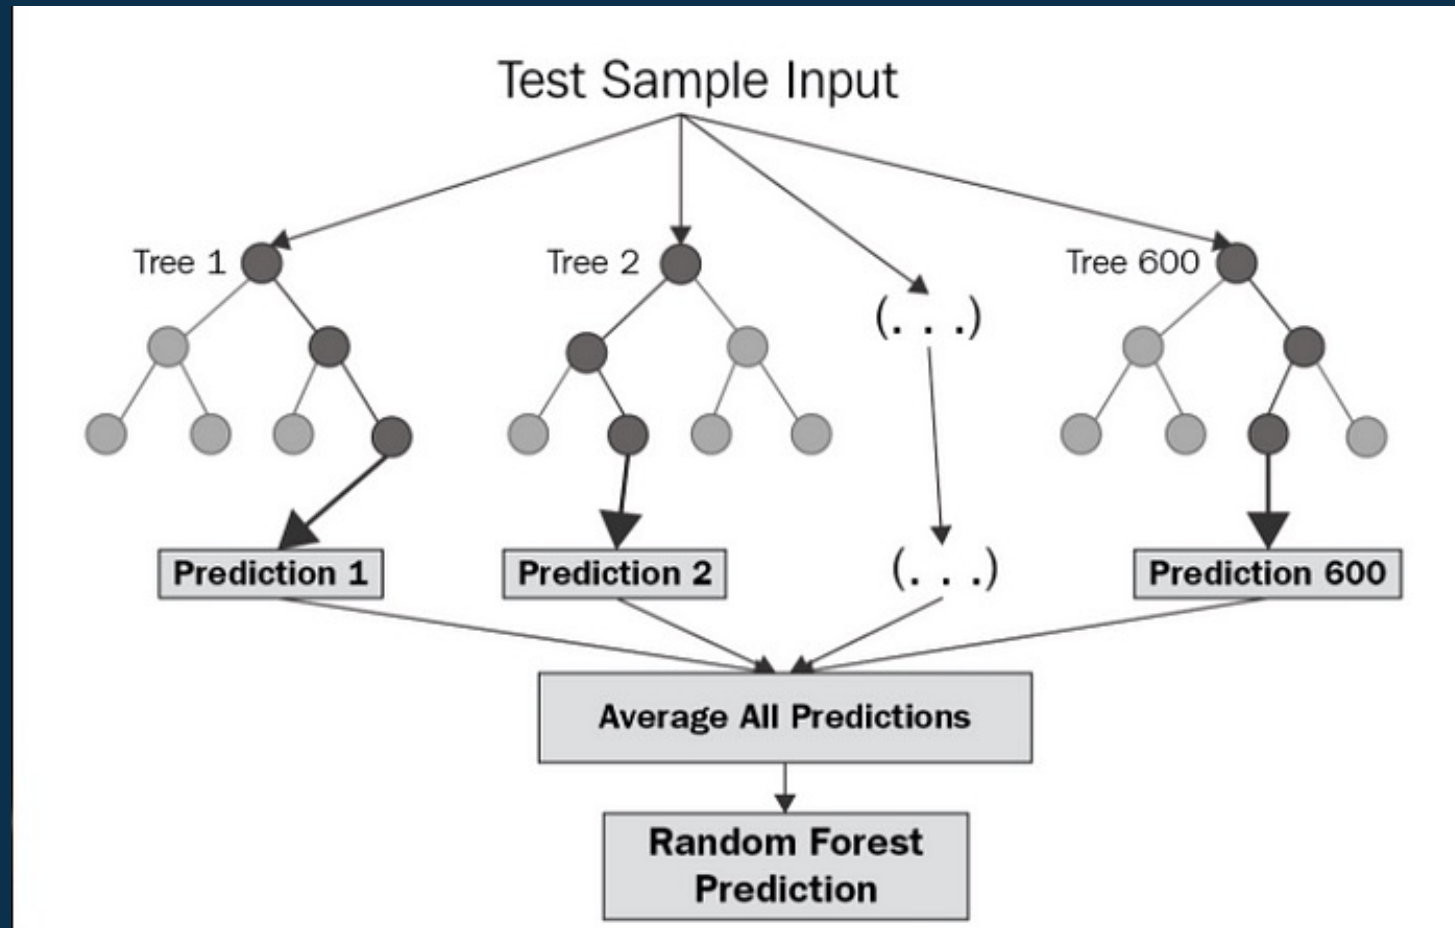 Test Sample Input
Tree 1
Tree 2
Tree 600
(. . .)
Prediction 1
Prediction 2
(. . .)
Prediction 600
Average All Predictions
Random Forest
Prediction